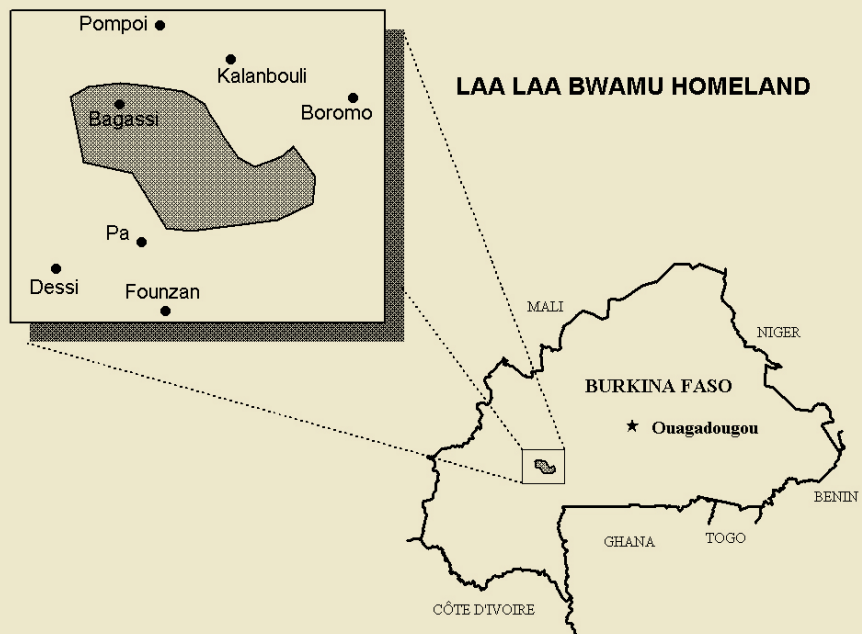 Pompoi
Kalanbouli
LAA LAA BWAMU HOMELAND
Boromo
Bagassi
Pa
Dessi
Founzan
MALI
NIGER
BURKINA FASO
Ouagadougou
BENIN
GHANA
TOGO
CÔTE D'IVOIRE